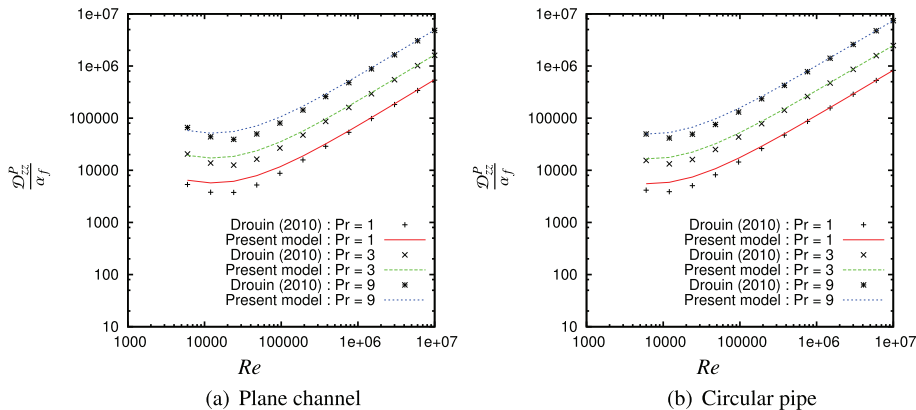 1e+07
1e+06
100000
10000
1000
100
10
𝒟ᴾzz
αf
Drouin (2010) : Pr = 1
Present model : Pr = 1
Drouin (2010) : Pr = 3
Present model : Pr = 3
Drouin (2010) : Pr = 9
Present model : Pr = 9
1000 10000 100000 1e+06 1e+07
Re
(a) Plane channel
1e+07
1e+06
100000
10000
1000
100
10
𝒟ᴾzz
αf
Drouin (2010) : Pr = 1
Present model : Pr = 1
Drouin (2010) : Pr = 3
Present model : Pr = 3
Drouin (2010) : Pr = 9
Present model : Pr = 9
1000 10000 100000 1e+06 1e+07
Re
(b) Circular pipe